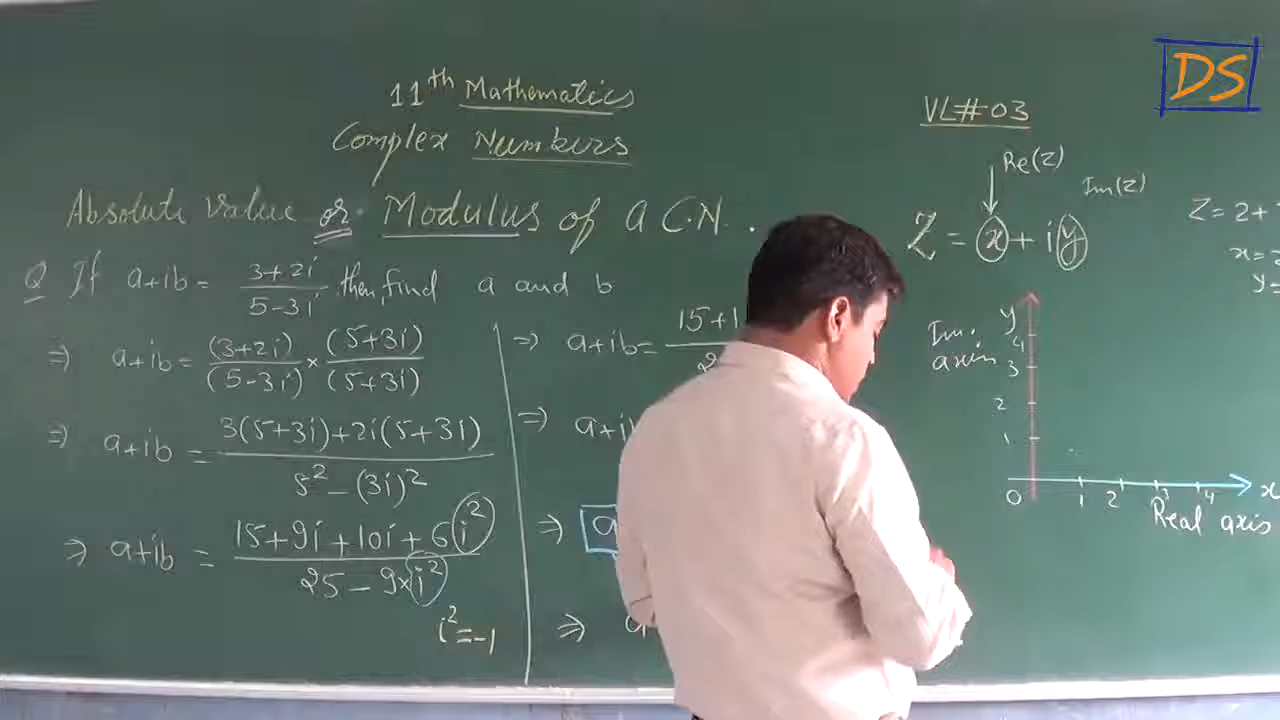 DS
11th Mathematics
Complex Numbers
Absolute value or Modulus of a C.N.
Q If a+ib = 3+2i / 5-3i then, find a and b
⇒ a+ib = (3+2i) / (5-3i) × (5+3i) / (5+3i)
⇒ a+ib = 3(5+3i)+2i(5+3i) / 5² - (3i)²
⇒ a+ib = 15+9i+10i+6i² / 25-9×i²
i²=-1
⇒ a+ib = 15+1
⇒ a+i
⇒ a
⇒ a
VL#03
Re(z)
Im(z)
Z = x + iy
Z = 2+
x=
y=
y
Im. axis
4
3
2
1
0 1 2 3 4 x
Real axis